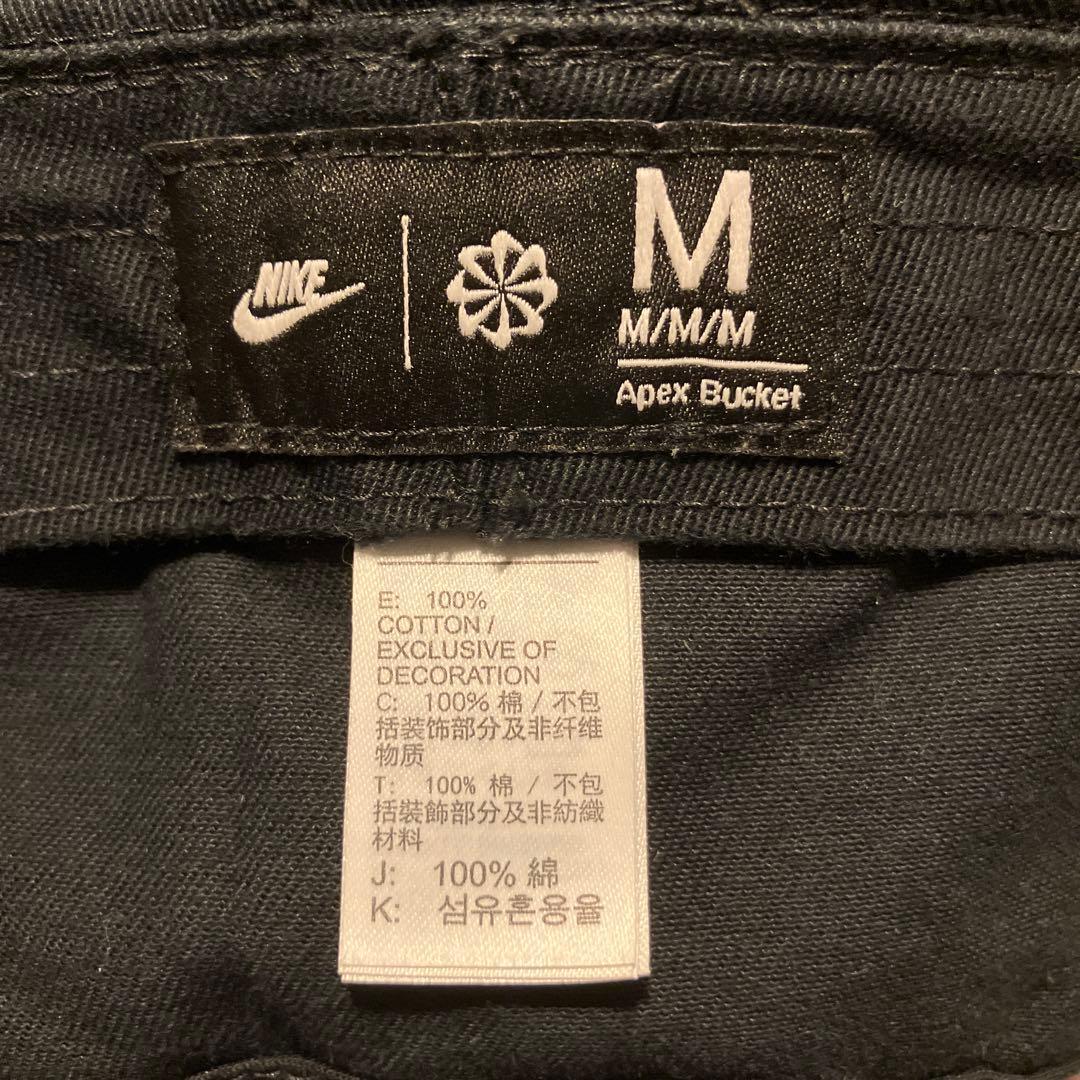 NIKE
M
M/M/M
Apex Bucket
E: 100%
COTTON /
EXCLUSIVE OF
DECORATION
C: 100% 棉 / 不包
括装饰部分及非纤维
物质
T: 100% 棉 / 不包
括裝飾部分及非紡織
材料
J: 100% 綿
K: 섬유혼용율